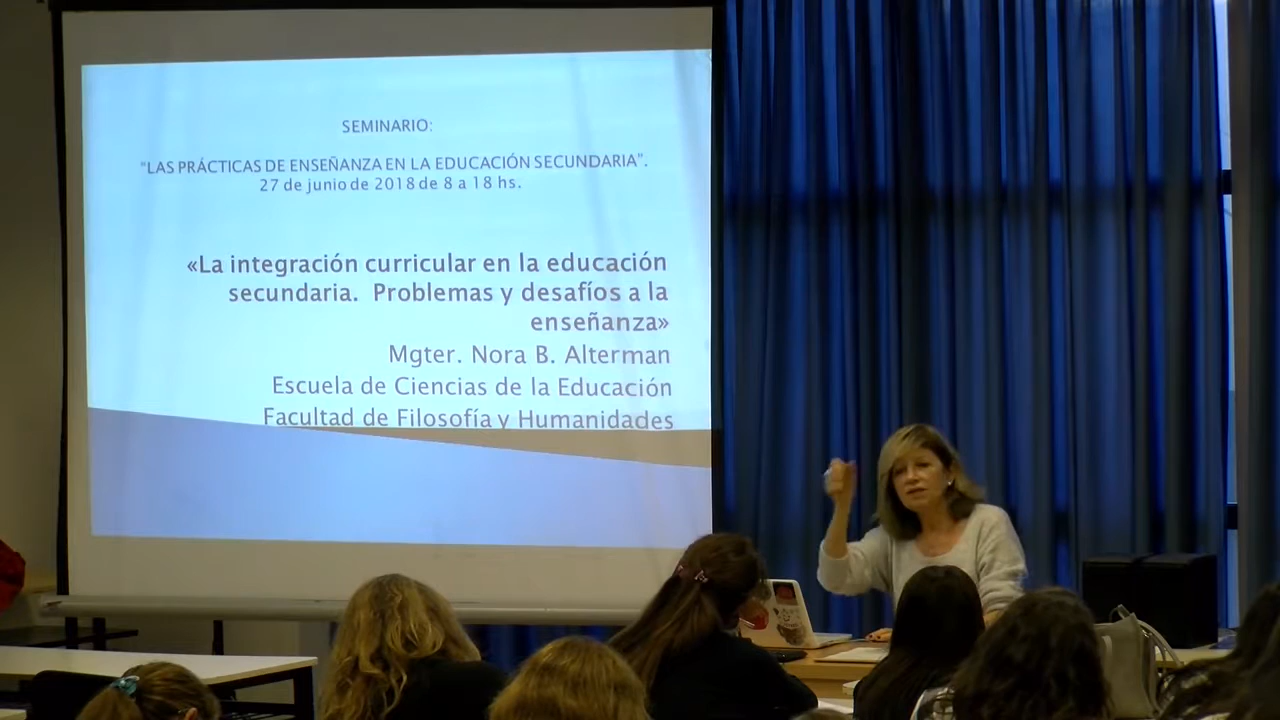 SEMINARIO:
"LAS PRÁCTICAS DE ENSEÑANZA EN LA EDUCACIÓN SECUNDARIA".
27 de junio de 2018 de 8 a 18 hs.
«La integración curricular en la educación
secundaria. Problemas y desafíos a la
enseñanza»
Mgter. Nora B. Alterman
Escuela de Ciencias de la Educación
Facultad de Filosofía y Humanidades